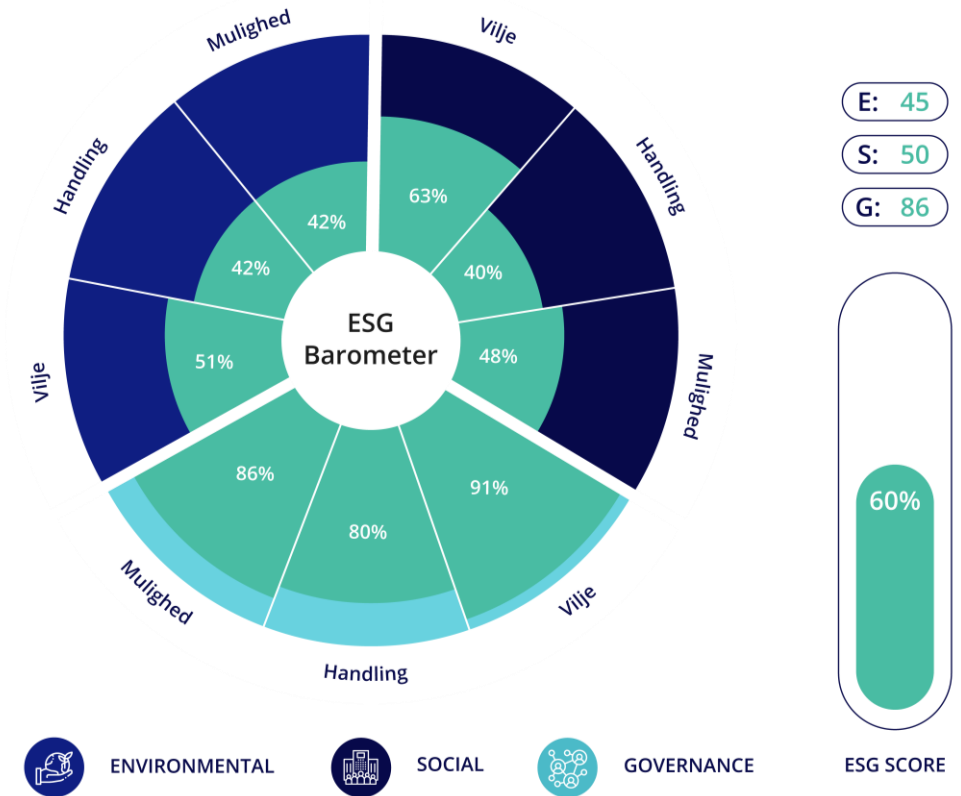 Mulighed
Vilje
Handling
Handling
Vilje
Mulighed
Mulighed
Handling
Vilje
42%
63%
42%
40%
51%
48%
86%
80%
91%
ESG
Barometer
E: 45
S: 50
G: 86
60%
ENVIRONMENTAL
SOCIAL
GOVERNANCE
ESG SCORE